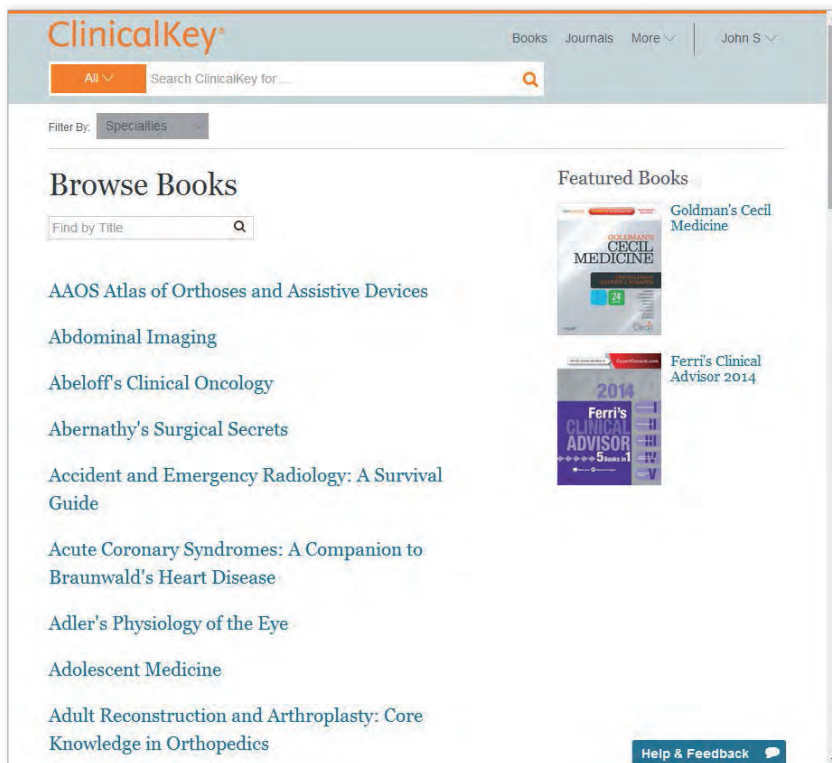 ClinicalKey®
Books Journals More John S
All Search ClinicalKey for ...
Filter By: Specialties
Browse Books
Find by Title
AAOS Atlas of Orthoses and Assistive Devices
Abdominal Imaging
Abeloff's Clinical Oncology
Abernathy's Surgical Secrets
Accident and Emergency Radiology: A Survival
Guide
Acute Coronary Syndromes: A Companion to
Braunwald's Heart Disease
Adler's Physiology of the Eye
Adolescent Medicine
Adult Reconstruction and Arthroplasty: Core
Knowledge in Orthopedics
Featured Books
GOLDMAN'S
CECIL
MEDICINE
24
Cecil
Goldman's Cecil
Medicine
2014
Ferri's
CLINICAL
ADVISOR
5 Books in 1
I
II
III
IV
V
Ferri's Clinical
Advisor 2014
Help & Feedback